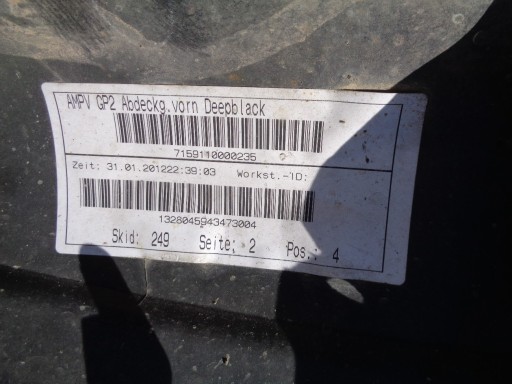 AMPV GP2 Abdeckg.vorn Deepblack
7159110000235
Zeit: 31.01.201222:39:03 Workst.-ID:
1328045943473004
Skid: 249 Seite: 2 Pos.: 4